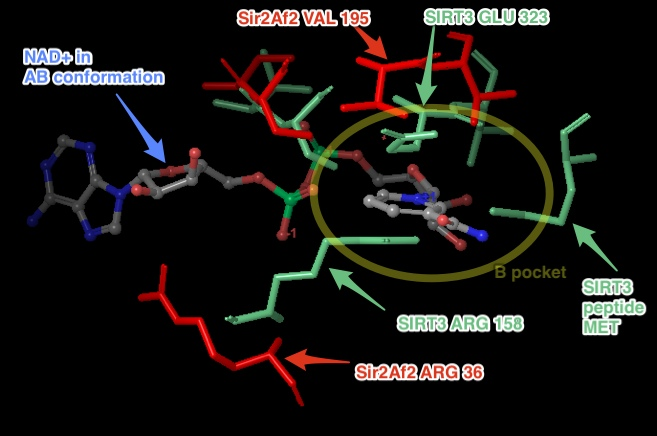 Sir2Af2 VAL 195
SIRT3 GLU 323
NAD+ in
AB conformation
-1
B pocket
SIRT3
peptide
MET
SIRT3 ARG 158
Sir2Af2 ARG 36